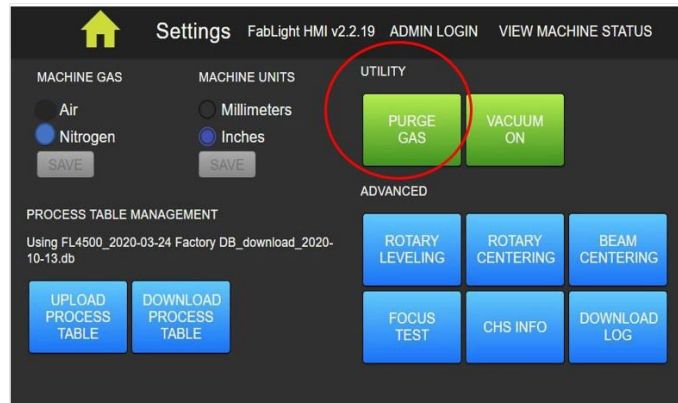 Settings FabLight HMI v2.2.19 ADMIN LOGIN VIEW MACHINE STATUS
MACHINE GAS
Air
Nitrogen
SAVE
MACHINE UNITS
Millimeters
Inches
SAVE
UTILITY
PURGE
GAS
VACUUM
ON
PROCESS TABLE MANAGEMENT
Using FL4500_2020-03-24 Factory DB_download_2020-
10-13.db
UPLOAD
PROCESS
TABLE
DOWNLOAD
PROCESS
TABLE
ADVANCED
ROTARY
LEVELING
ROTARY
CENTERING
BEAM
CENTERING
FOCUS
TEST
CHS INFO
DOWNLOAD
LOG